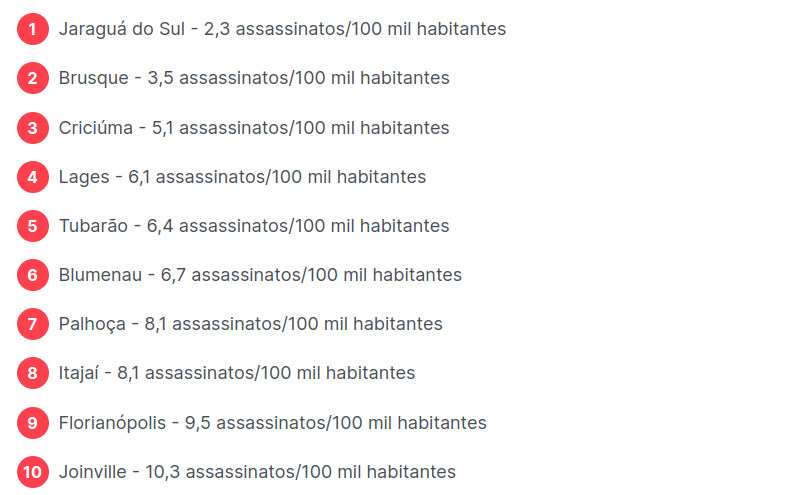 1 Jaraguá do Sul - 2,3 assassinatos/100 mil habitantes
2 Brusque - 3,5 assassinatos/100 mil habitantes
3 Criciúma - 5,1 assassinatos/100 mil habitantes
4 Lages - 6,1 assassinatos/100 mil habitantes
5 Tubarão - 6,4 assassinatos/100 mil habitantes
6 Blumenau - 6,7 assassinatos/100 mil habitantes
7 Palhoça - 8,1 assassinatos/100 mil habitantes
8 Itajaí - 8,1 assassinatos/100 mil habitantes
9 Florianópolis - 9,5 assassinatos/100 mil habitantes
10 Joinville - 10,3 assassinatos/100 mil habitantes